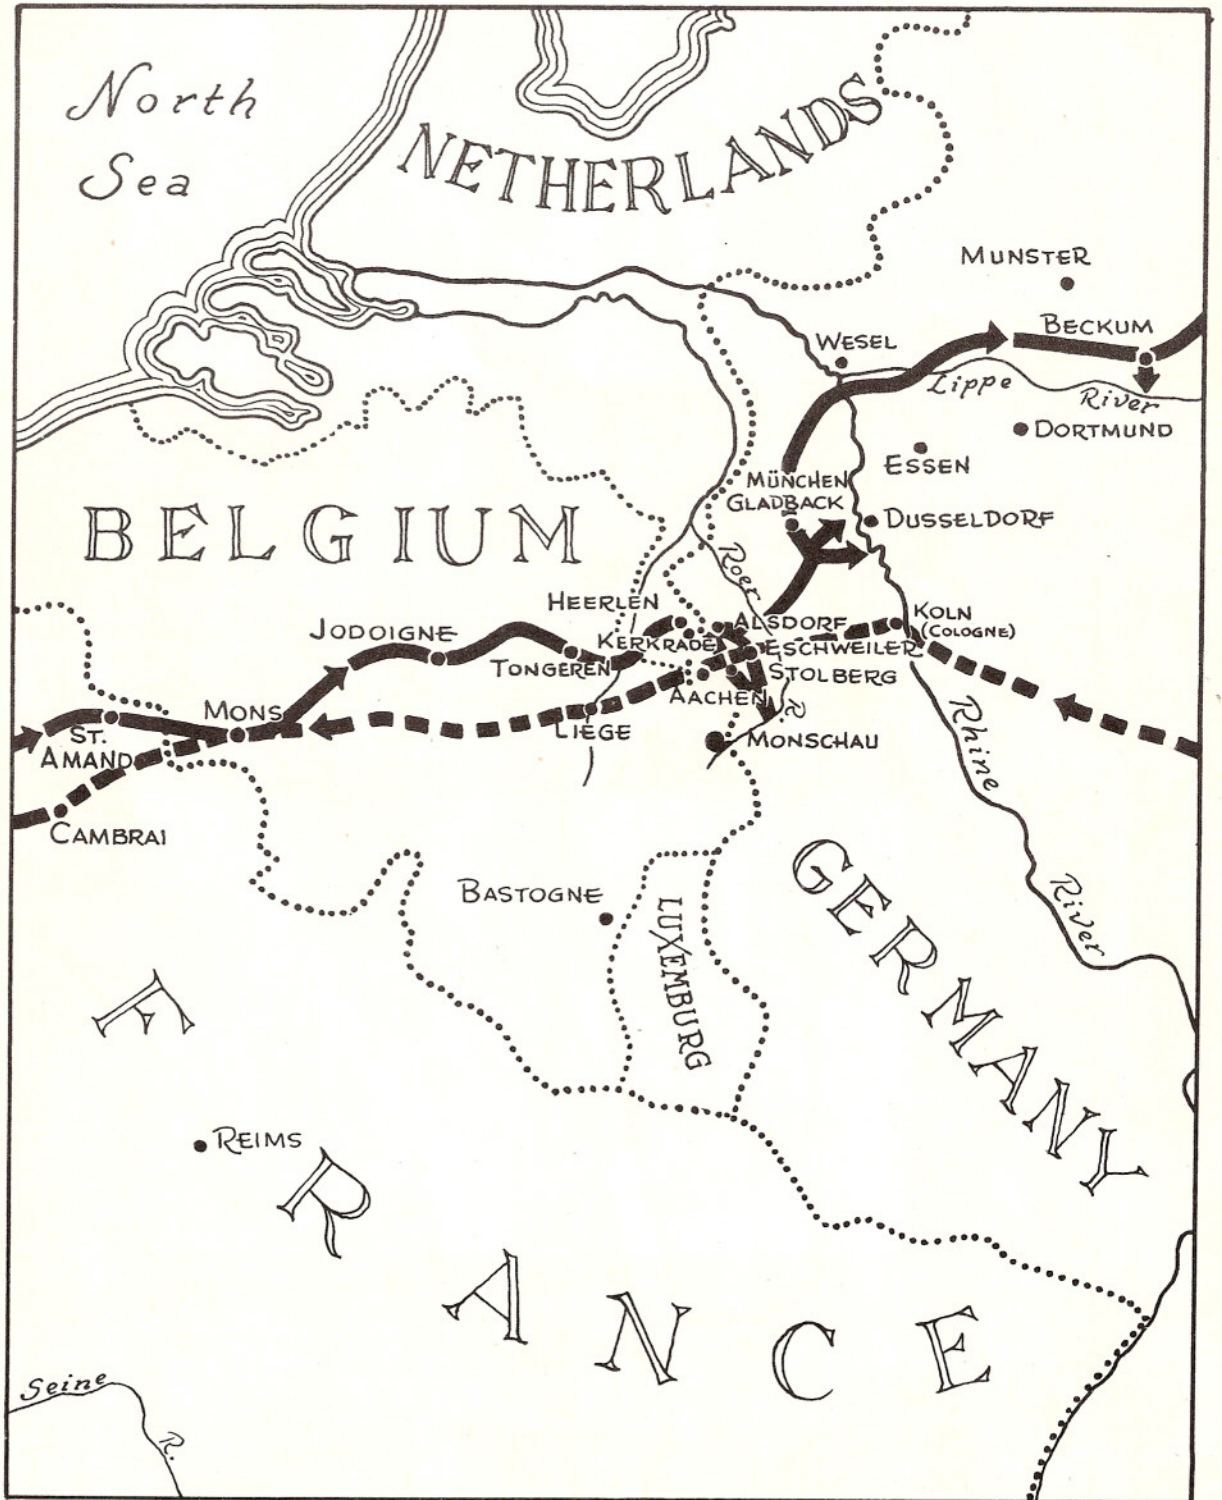 North
Sea
NETHERLANDS
MUNSTER
BECKUM
WESEL
Lippe
River
DORTMUND
ESSEN
MÜNCHEN
GLADBACK
DUSSELDORF
BELGIUM
Roer
HEERLEN
ALSDORF
KOLN
(COLOGNE)
JODOIGNE
KERKRADE
ESCHWEILER
TONGEREN
STOLBERG
AACHEN
MONS
LIEGE
R.
ST.
AMAND
MONSCHAU
Rhine
River
CAMBRAI
BASTOGNE
LUXEMBURG
GERMANY
FRANCE
REIMS
Seine
R.